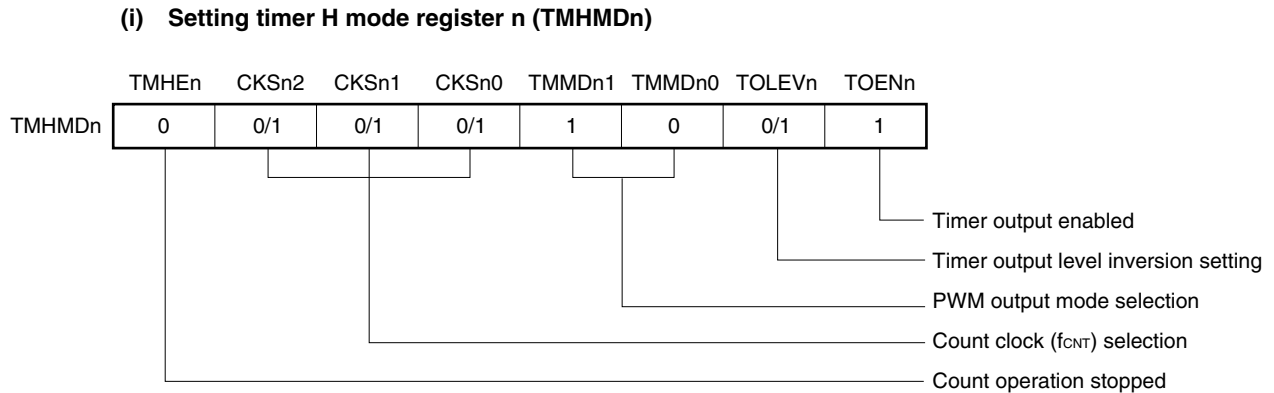 (i) Setting timer H mode register n (TMHMDn)
TMHEn CKSn2 CKSn1 CKSn0 TMMDn1 TMMDn0 TOLEVn TOENn
TMHMDn 0 0/1 0/1 0/1 1 0 0/1 1
Timer output enabled
Timer output level inversion setting
PWM output mode selection
Count clock (fCNT) selection
Count operation stopped